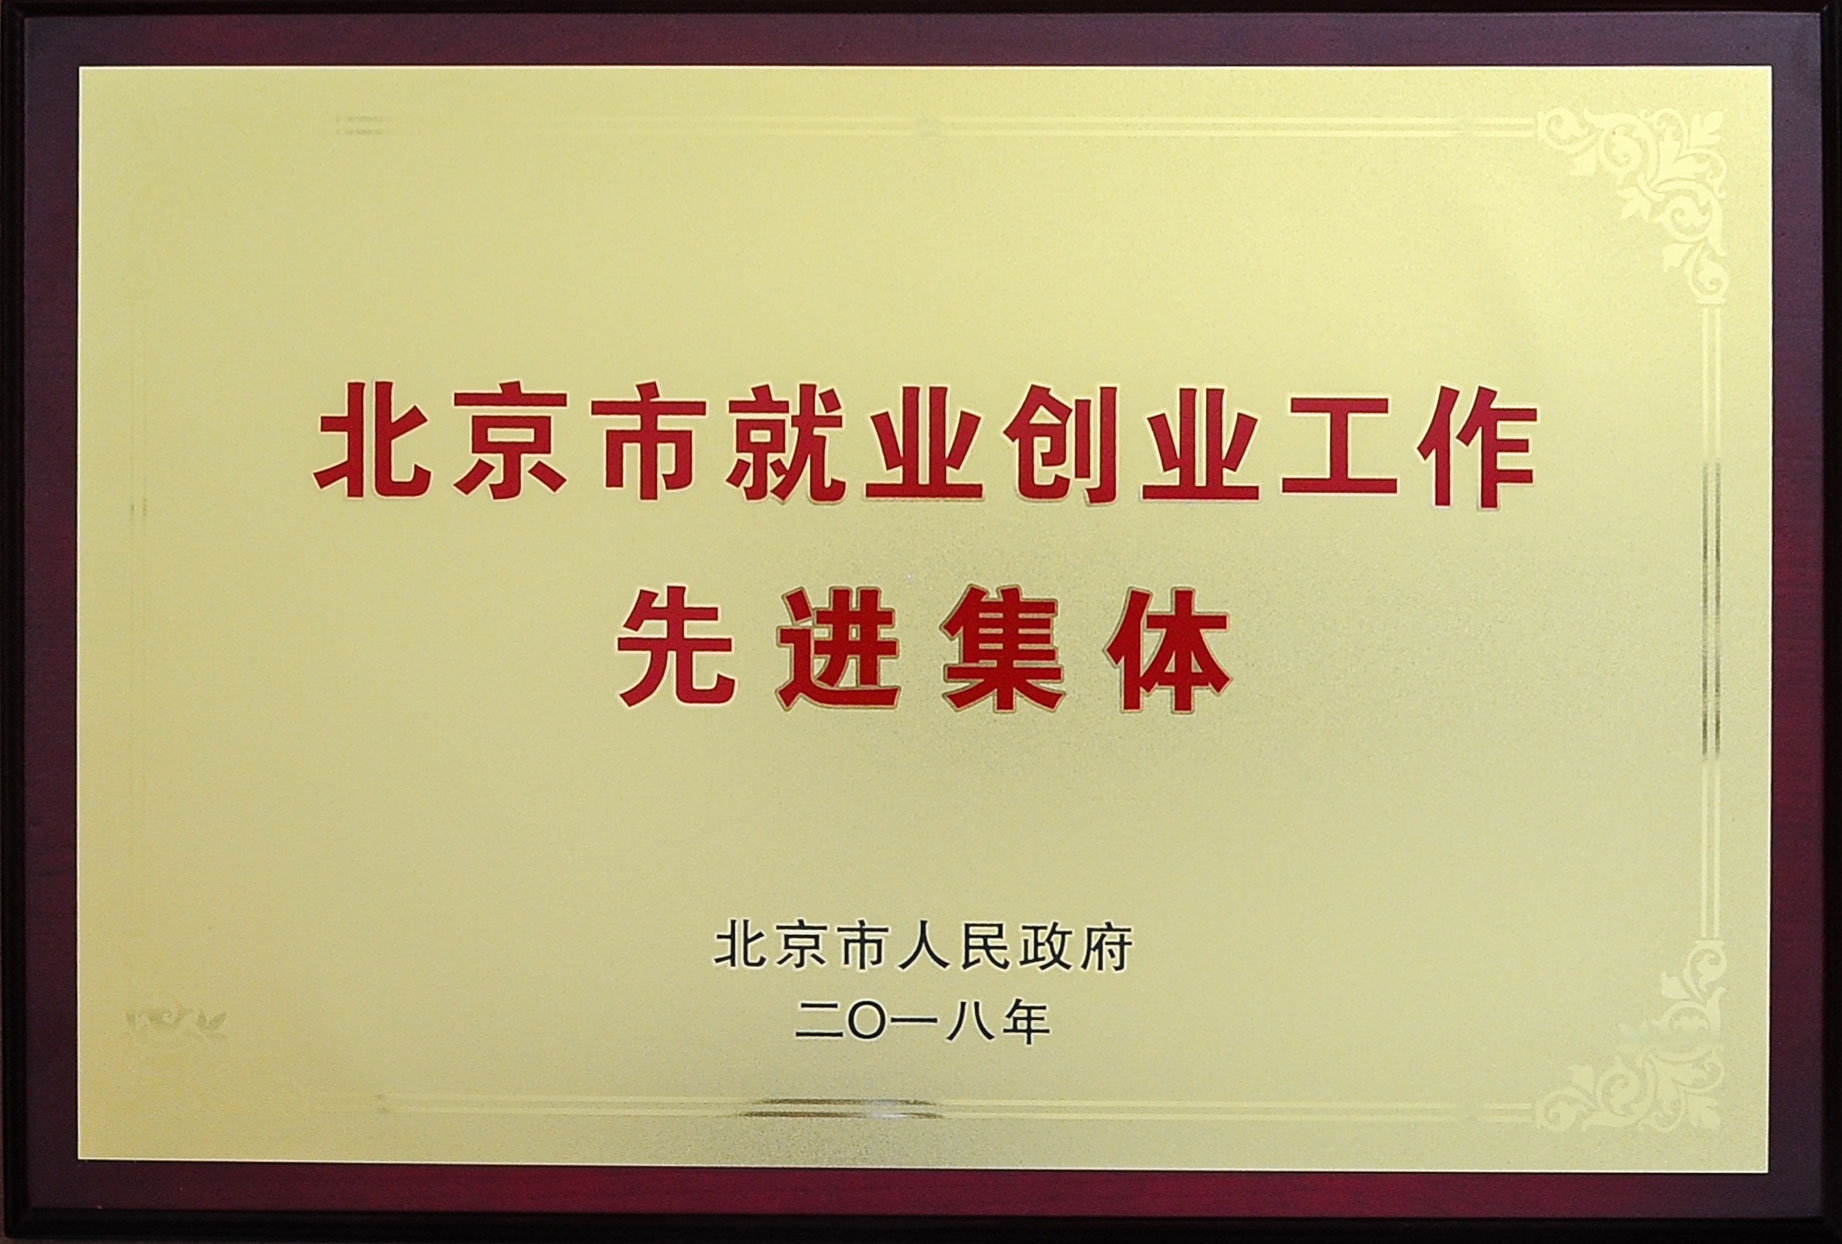 北京市就业创业工作
先进集体
北京市人民政府
二〇一八年